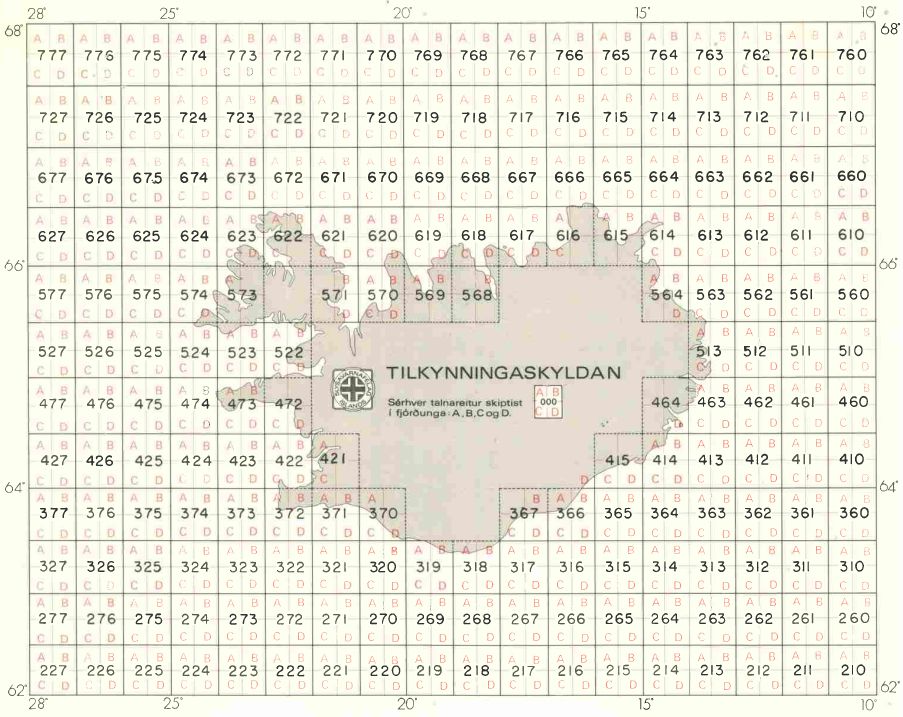 28° 25° 20° 15° 10°
68° A B A B A B A B A B A B A B A B A B A B A B A B A B A B A B A B A B A B 68°
777 776 775 774 773 772 771 770 769 768 767 766 765 764 763 762 761 760
C D C D C D C D C D C D C D C D C D C D C D C D C D C D C D C D C D C D
A B A B A B A B A B A B A B A B A B A B A B A B A B A B A B A B A B A B
727 726 725 724 723 722 721 720 719 718 717 716 715 714 713 712 711 710
C D C D C D C D C D C D C D C D C D C D C D C D C D C D C D C D C D C D
A B A B A B A B A B A B A B A B A B A B A B A B A B A B A B A B A B A B
677 676 675 674 673 672 671 670 669 668 667 666 665 664 663 662 661 660
C D C D C D C D C D C D C D C D C D C D C D C D C D C D C D C D C D C D
A B A B A B A B A B A B A B A B A B A B A B A B A B A B A B A B A B A B
627 626 625 624 623 622 621 620 619 618 617 616 615 614 613 612 611 610
C D C D C D C D C D C D C D C D C D C D C C D C D C D C D C D
66° 66°
A B A B A B A B A B A B A B A B A B A B A B A B A B
577 576 575 574 573 571 570 569 568 564 563 562 561 560
C D C D C D C D C D D C D C D C D C D
A B A B A B A B A B A B A B A B A B A B
527 526 525 524 523 522 513 512 511 510
C D C D C D C D C D C D C D C D C D C D
TILKYNNINGASKYLDAN
SLYSAVARNAFÉLAG ÍSLANDS
Sérhver talnareitur skiptist
í fjórðunga: A, B, C og D.
A B
000
C D
A B A B A B A B A B A B A B A B A B A B
477 476 475 474 473 472 464 463 462 461 460
C D C D C D C D C D C D D C D C D C D C D
A B A B A B A B A B A B A A B A B A B A B A B
427 426 425 424 423 422 421 415 414 413 412 411 410
C D C D C D C D C D C D C D C D C D C D C D C D C D
64° 64°
A B A B A B A B A B A B A B A B A B A B A B A B A B A B A B
377 376 375 374 373 372 371 370 367 366 365 364 363 362 361 360
C D C D C D C D C D C D C D C D C D C D C D C D C D C D C D C D
A B A B A B A B A B A B A B A B A B A B A B A B A B A B A B A B A B A B
327 326 325 324 323 322 321 320 319 318 317 316 315 314 313 312 311 310
C D C D C D C D C D C D C D C D C D C D C D C D C D C D C D C D C D C D
A B A B A B A B A B A B A B A B A B A B A B A B A B A B A B A B A B A B
277 276 275 274 273 272 271 270 269 268 267 266 265 264 263 262 261 260
C D C D C D C D C D C D C D C D C D C D C D C D C D C D C D C D C D C D
A B A B A B A B A B A B A B A B A B A B A B A B A B A B A B A B A B A B
227 226 225 224 223 222 221 220 219 218 217 216 215 214 213 212 211 210
62° C D C D C D C D C D C D C D C D C D C D C D C D C D C D C D C D C D C D 62°
28° 25° 20° 15° 10°